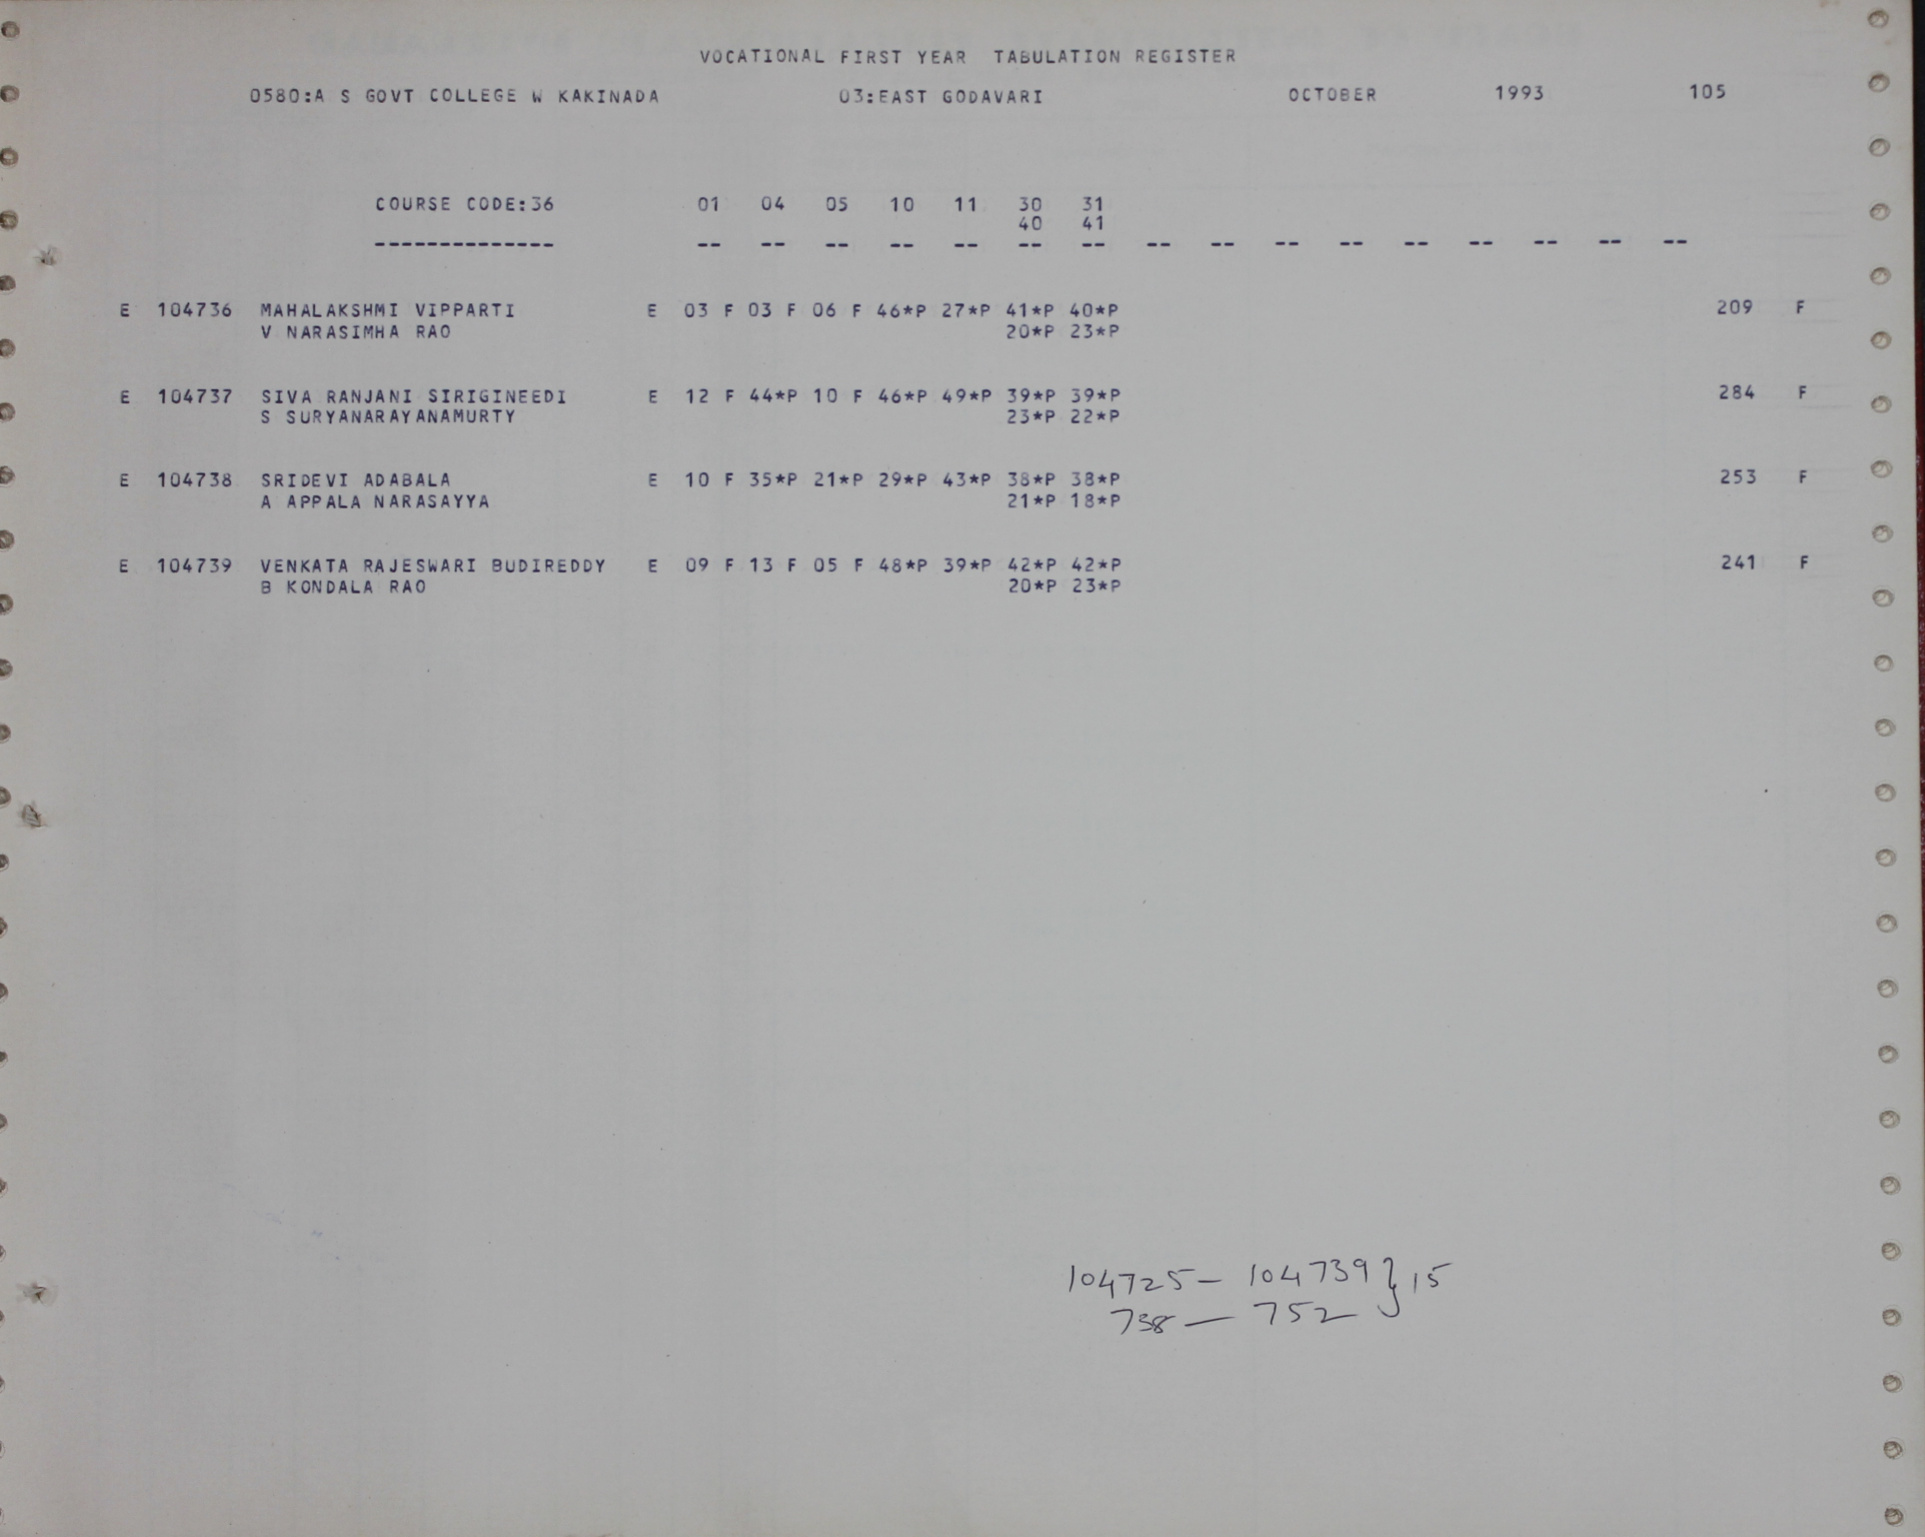 VOCATIONAL FIRST YEAR TABULATION REGISTER
0580:A S GOVT COLLEGE W KAKINADA 03:EAST GODAVARI OCTOBER 1993 105
COURSE CODE:36 01 04 05 10 11 30 31
40 41
-------------- -- -- -- -- -- -- -- -- -- -- -- -- -- -- -- --
E 104736 MAHALAKSHMI VIPPARTI E 03 F 03 F 06 F 46*P 27*P 41*P 40*P 209 F
V NARASIMHA RAO 20*P 23*P
E 104737 SIVA RANJANI SIRIGINEEDI E 12 F 44*P 10 F 46*P 49*P 39*P 39*P 284 F
S SURYANARAYANAMURTY 23*P 22*P
E 104738 SRIDEVI ADABALA E 10 F 35*P 21*P 29*P 43*P 38*P 38*P 253 F
A APPALA NARASAYYA 21*P 18*P
E 104739 VENKATA RAJESWARI BUDIREDDY E 09 F 13 F 05 F 48*P 39*P 42*P 42*P 241 F
B KONDALA RAO 20*P 23*P
104725 - 104739 } 15
738 - 752